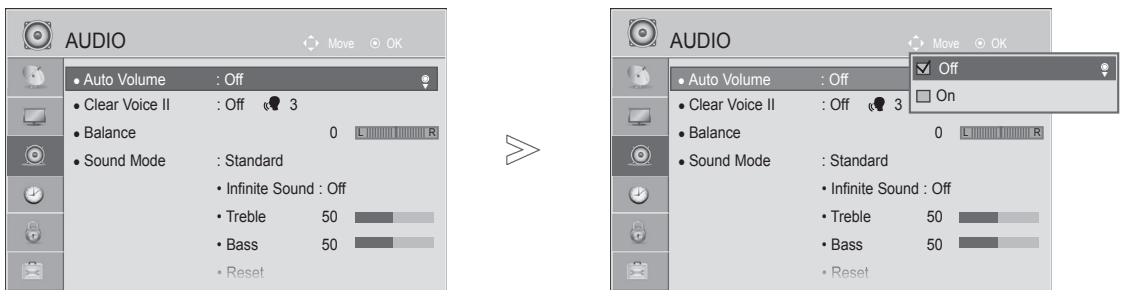 AUDIO
Move OK
• Auto Volume : Off
• Clear Voice II : Off 3
• Balance 0 L R
• Sound Mode : Standard
• Infinite Sound : Off
• Treble 50
• Bass 50
• Reset
AUDIO
Move OK
• Auto Volume : Off
Off
On
• Clear Voice II : Off 3
• Balance 0 L R
• Sound Mode : Standard
• Infinite Sound : Off
• Treble 50
• Bass 50
• Reset